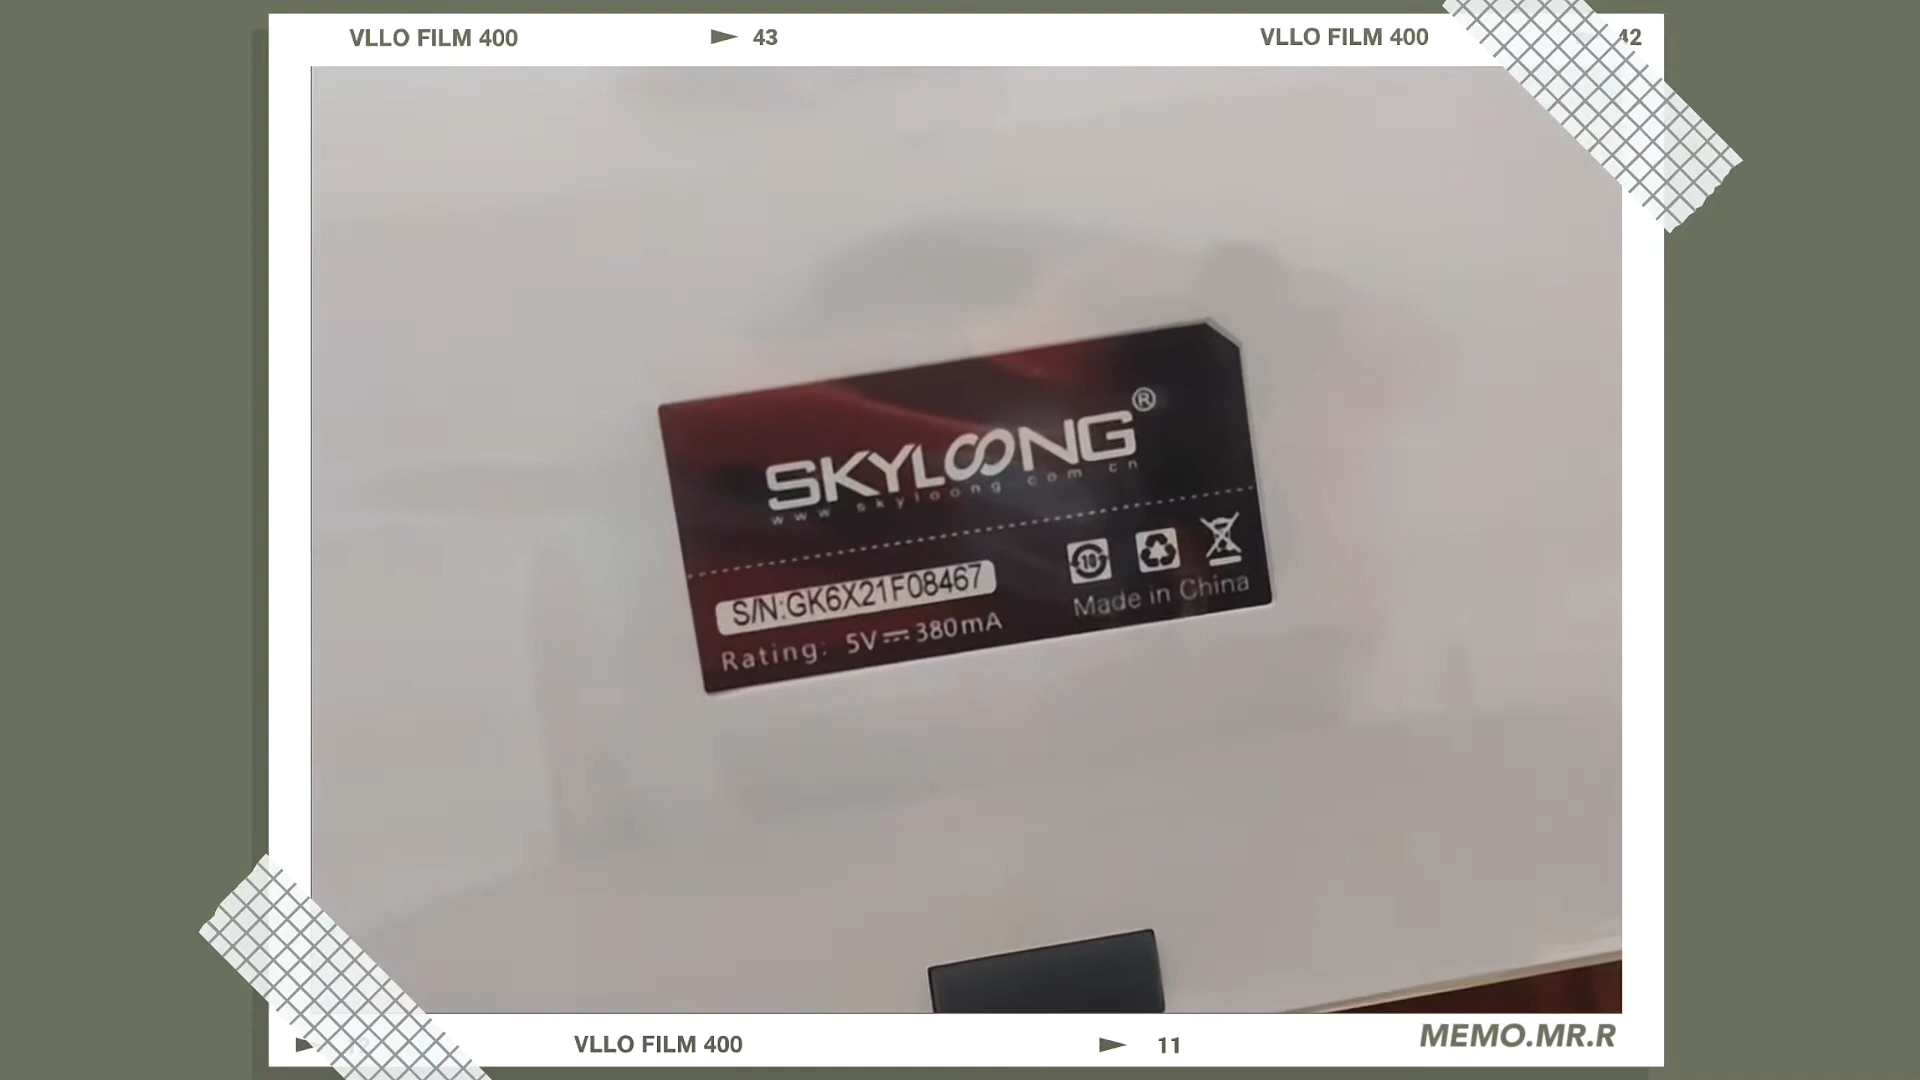 VLLO FILM 400 43 VLLO FILM 400 42
SKYLOONG®
www skyloong com cn
S/N:GK6X21F08467
Rating: 5V 380mA
10
Made in China
VLLO FILM 400 11 MEMO.MR.R